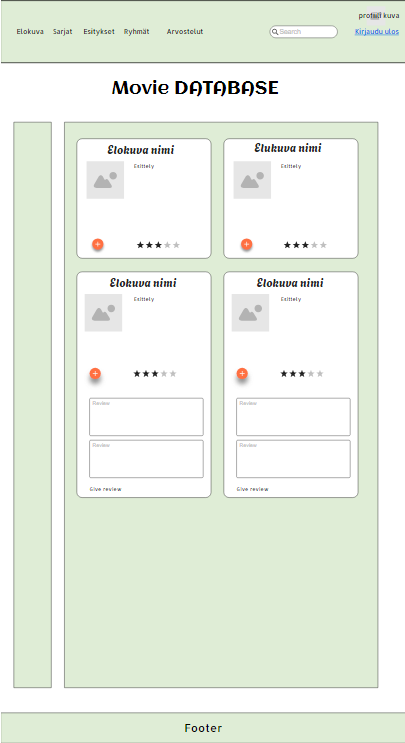 profiili kuva
Elokuva Sarjat Esitykset Ryhmät Arvostelut Search Kirjaudu ulos
Movie DATABASE
Elokuva nimi
Esittely
Elukuva nimi
Esittely
Elokuva nimi
Esittely
Review
Review
Give review
Elokuva nimi
Esittely
Review
Review
Give review
Footer